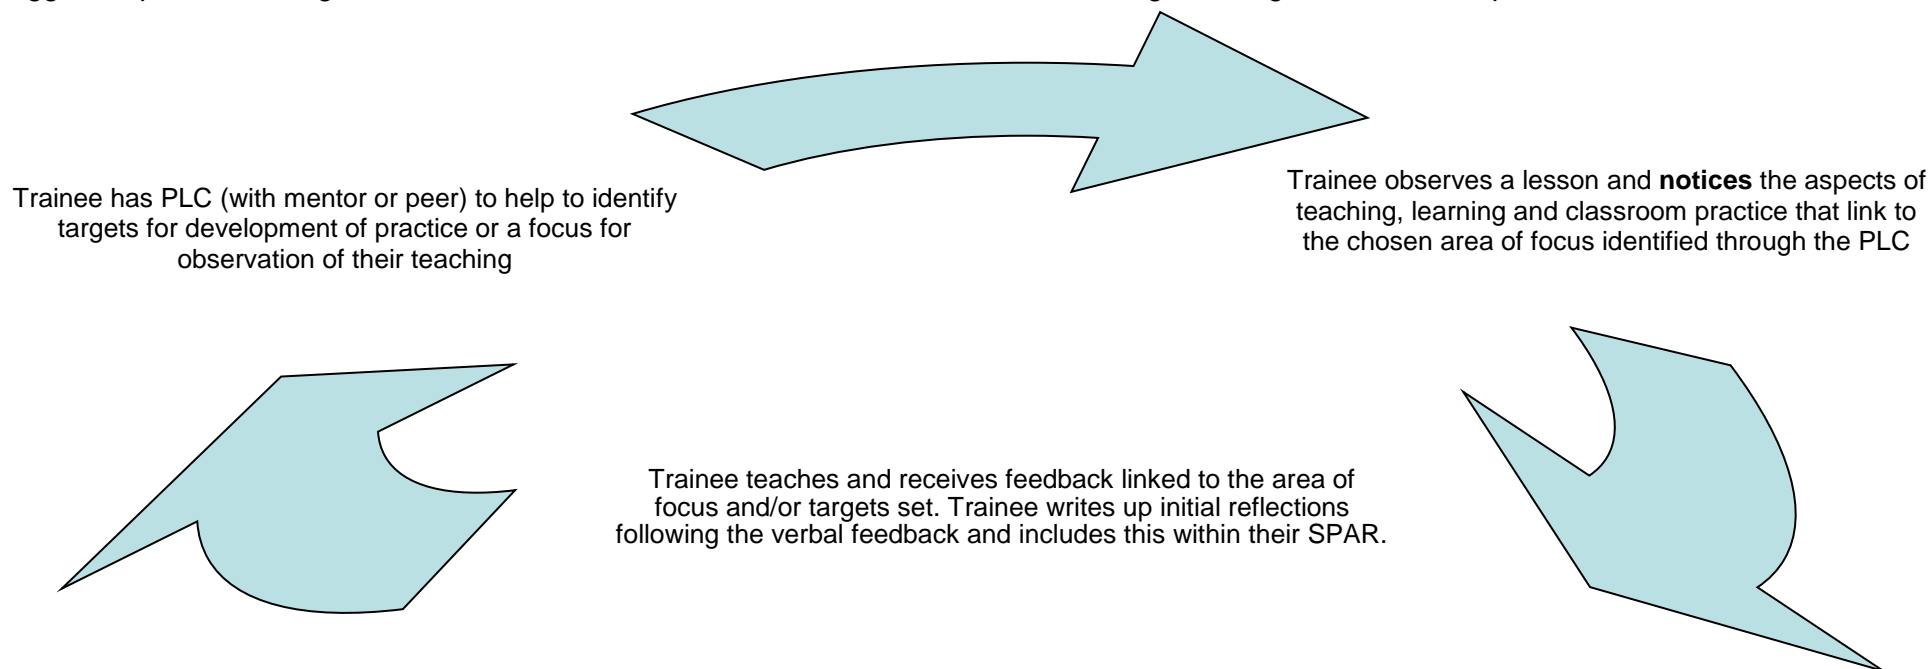 Trainee has PLC (with mentor or peer) to help to identify
targets for development of practice or a focus for
observation of their teaching
Trainee observes a lesson and notices the aspects of
teaching, learning and classroom practice that link to
the chosen area of focus identified through the PLC
Trainee teaches and receives feedback linked to the area of
focus and/or targets set. Trainee writes up initial reflections
following the verbal feedback and includes this within their SPAR.